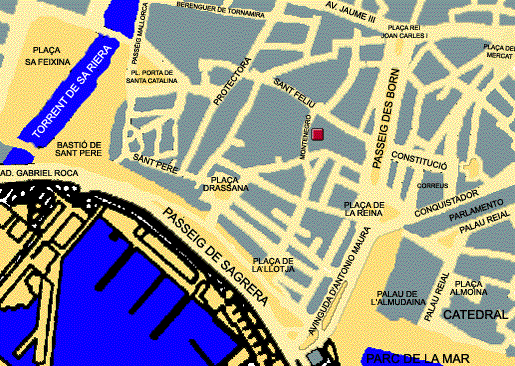 BERENGUER DE TORNAMIRA
AV. JAUME III
PASSEIG MALLORCA
PLAÇA REI
JOAN CARLES I
PLAÇA
SA FEIXINA
PLAÇA DEL
MERCAT
TORRENT DE SA RIERA
PL. PORTA DE
SANTA CATALINA
PROTECTORA
SANT FELIU
PASSEIG DES BORN
MONTENEGRO
BASTIÓ DE
SANT PERE
SANT PERE
CONSTITUCIÓ
AD. GABRIEL ROCA
PLAÇA
DRASSANA
CORREUS
CONQUISTADOR
PARLAMENTO
PALAU REIAL
PLAÇA DE
LA REINA
PASSEIG DE SAGRERA
AVINGUDA D'ANTONIO MAURA
PLAÇA DE
LA'LLOTJA
PALAU DE
L'ALMUDAINA
PALAU REIAL
PLAÇA
ALMOINA
CATEDRAL
PARC DE LA MAR